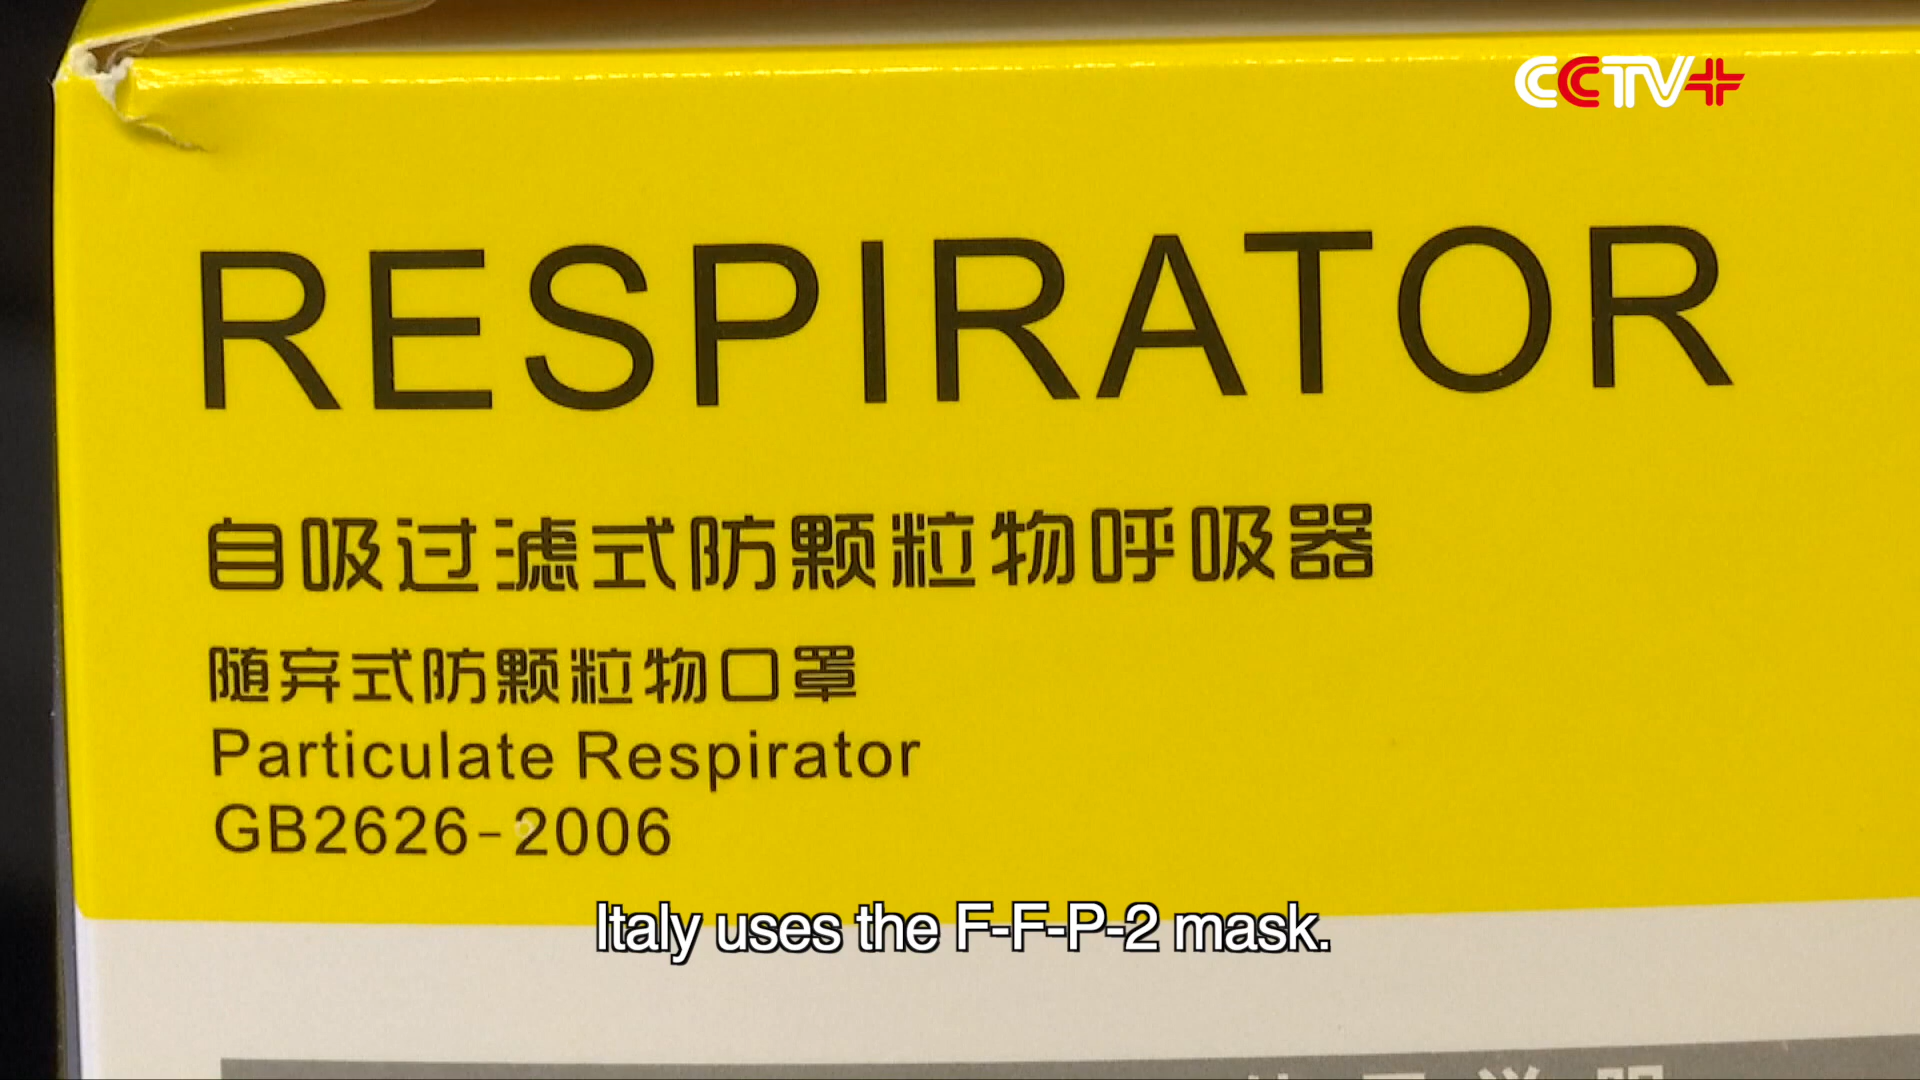 CCTV+
RESPIRATOR
自吸过滤式防颗粒物呼吸器
随弃式防颗粒物口罩
Particulate Respirator
GB2626-2006
Italy uses the F-F-P-2 mask.